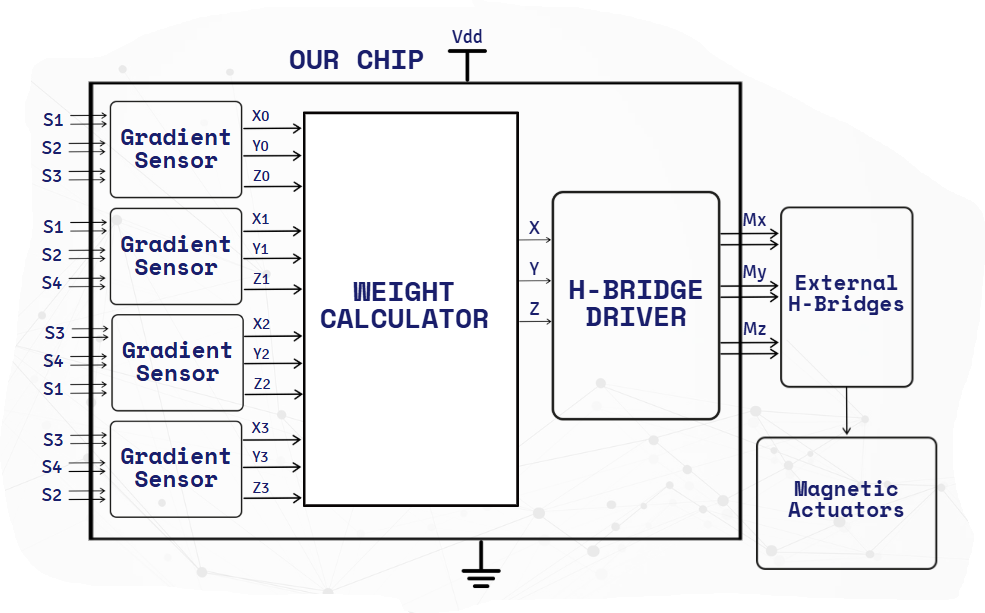 Vdd
OUR CHIP
S1
S2
S3
Gradient
Sensor
X0
Y0
Z0
S1
S2
S4
Gradient
Sensor
X1
Y1
Z1
S3
S4
S1
Gradient
Sensor
X2
Y2
Z2
S3
S4
S2
Gradient
Sensor
X3
Y3
Z3
WEIGHT
CALCULATOR
X
Y
Z
H-BRIDGE
DRIVER
Mx
My
Mz
External
H-Bridges
Magnetic
Actuators